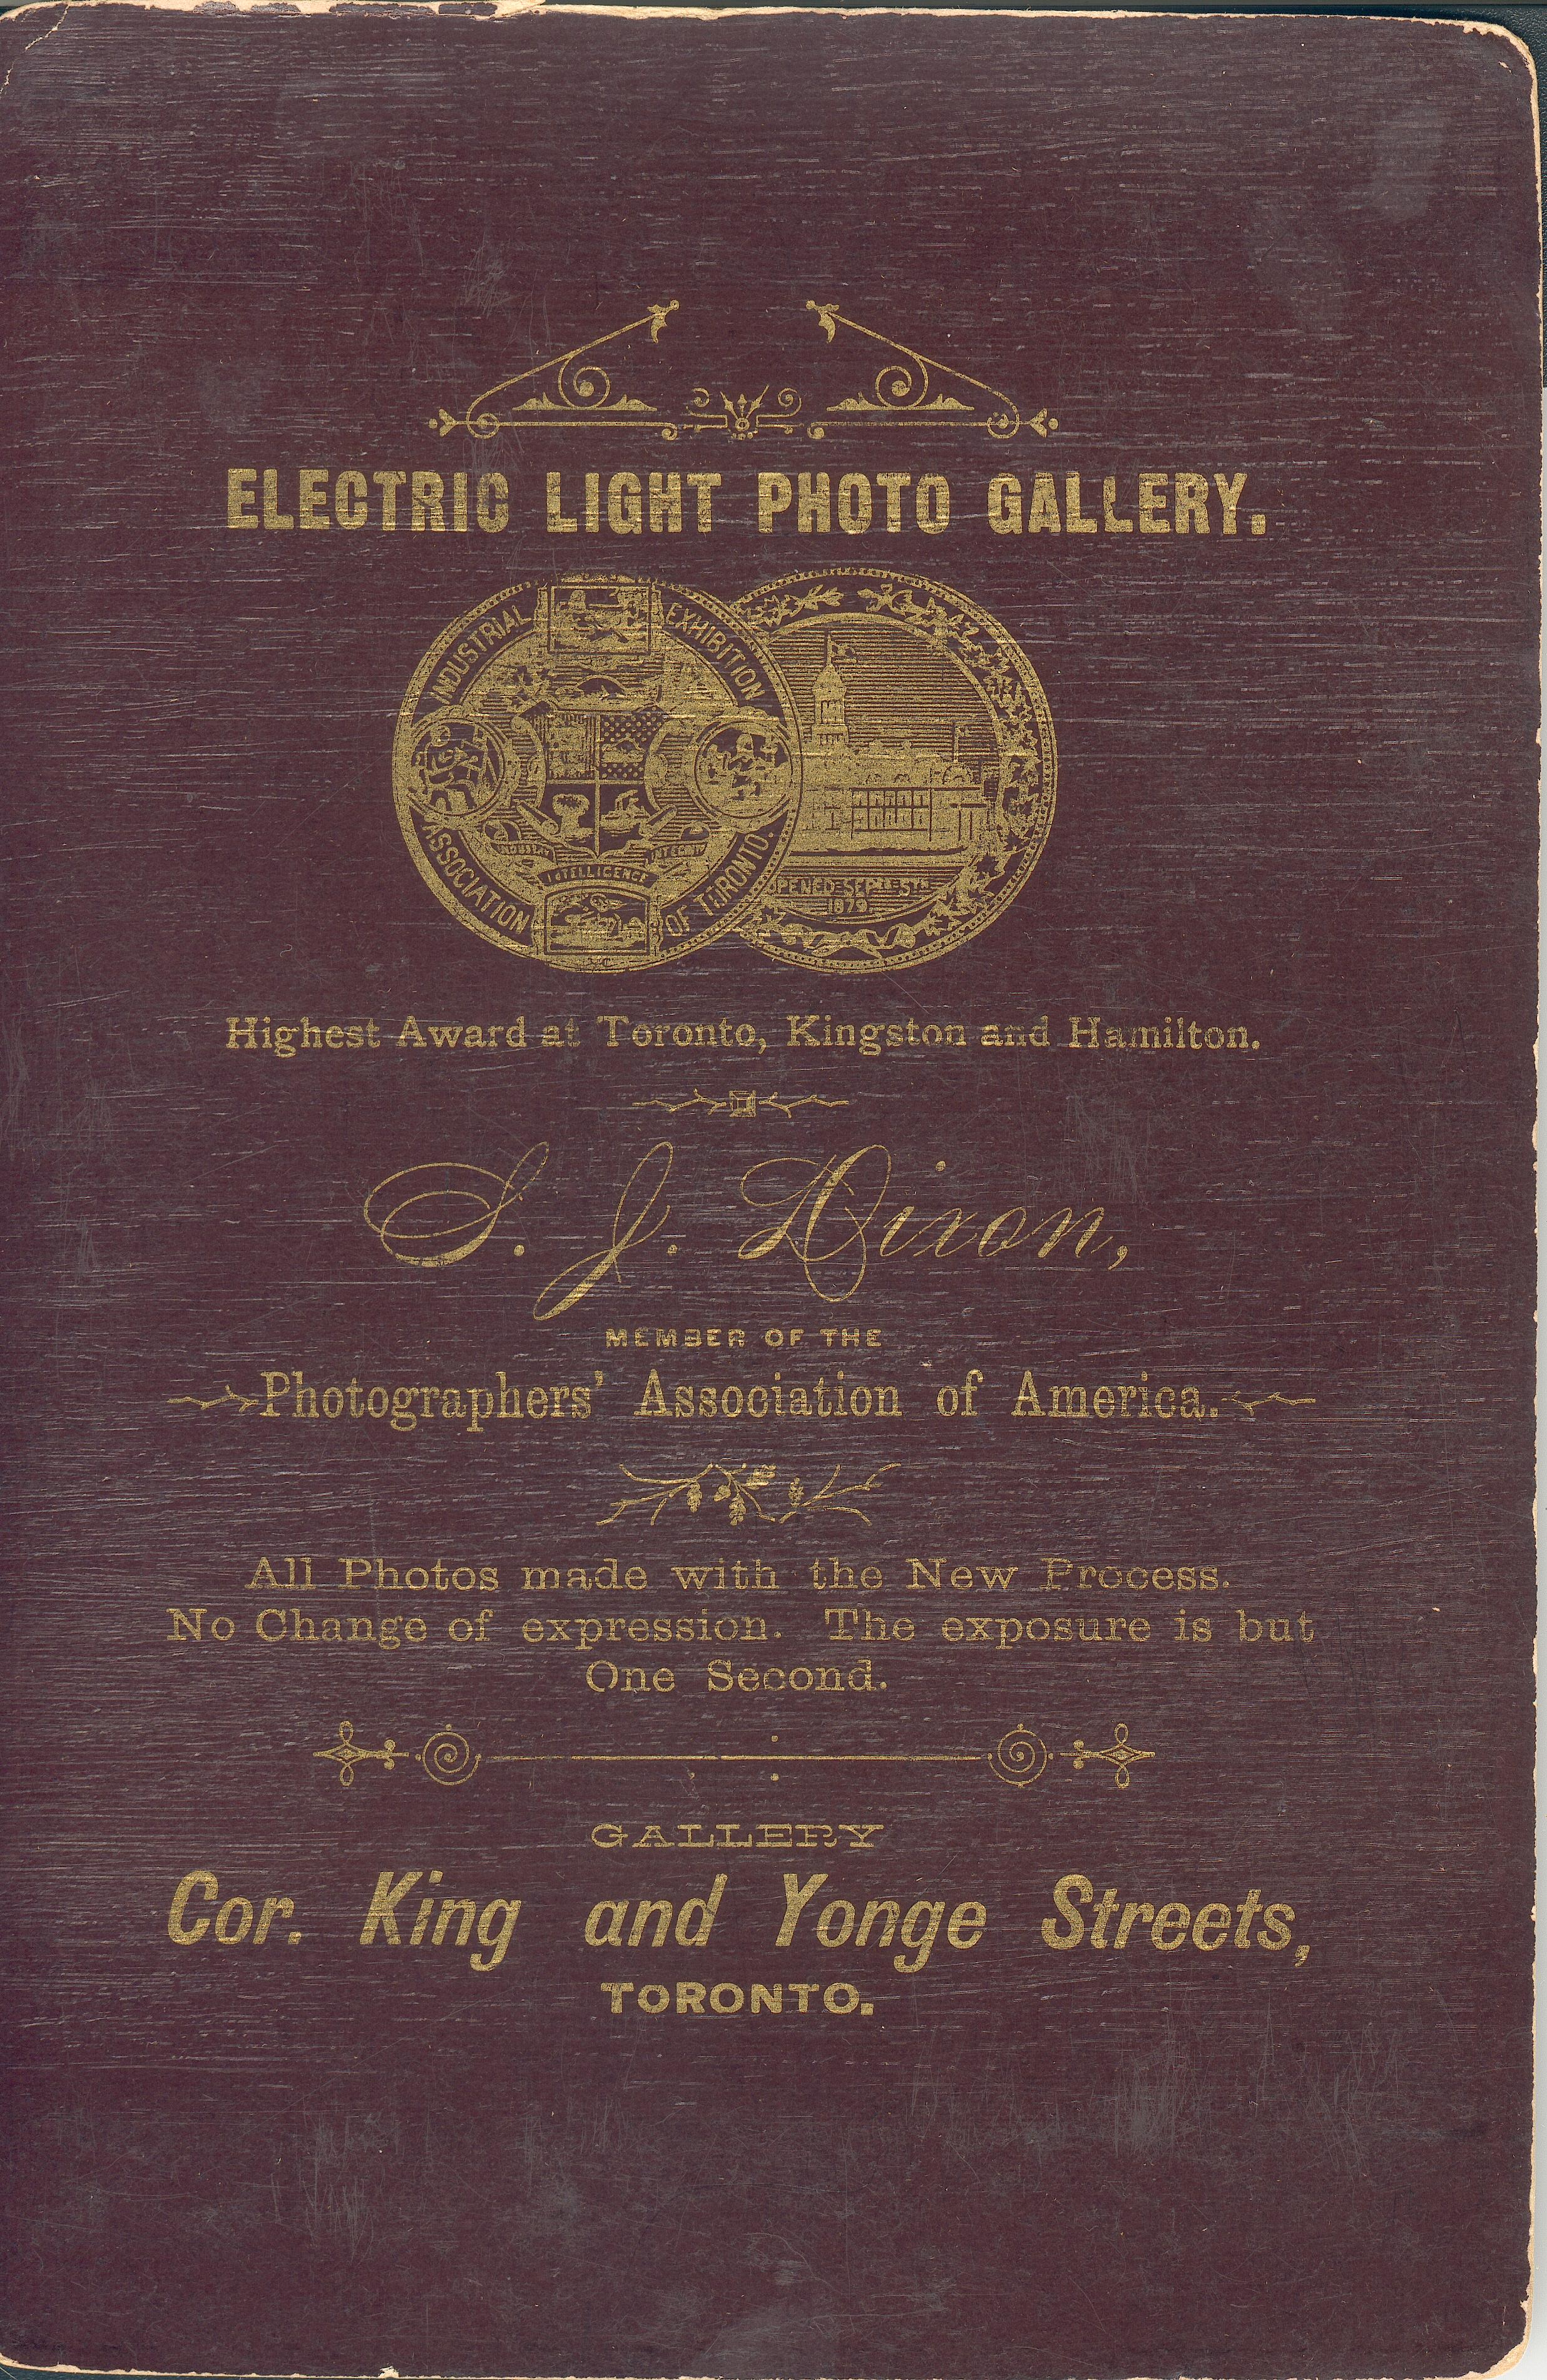 ELECTRIC LIGHT PHOTO GALLERY.
INDUSTRIAL EXHIBITION
ASSOCIATION OF TORONTO.
INDUSTRY INTEGRITY
INTELLIGENCE
OPENED SEPT. 5TH
1879.
Highest Award at Toronto, Kingston and Hamilton.
S. J. Dixon,
MEMBER OF THE
Photographers' Association of America.
All Photos made with the New Process.
No Change of expression. The exposure is but
One Second.
GALLERY
Cor. King and Yonge Streets,
TORONTO.